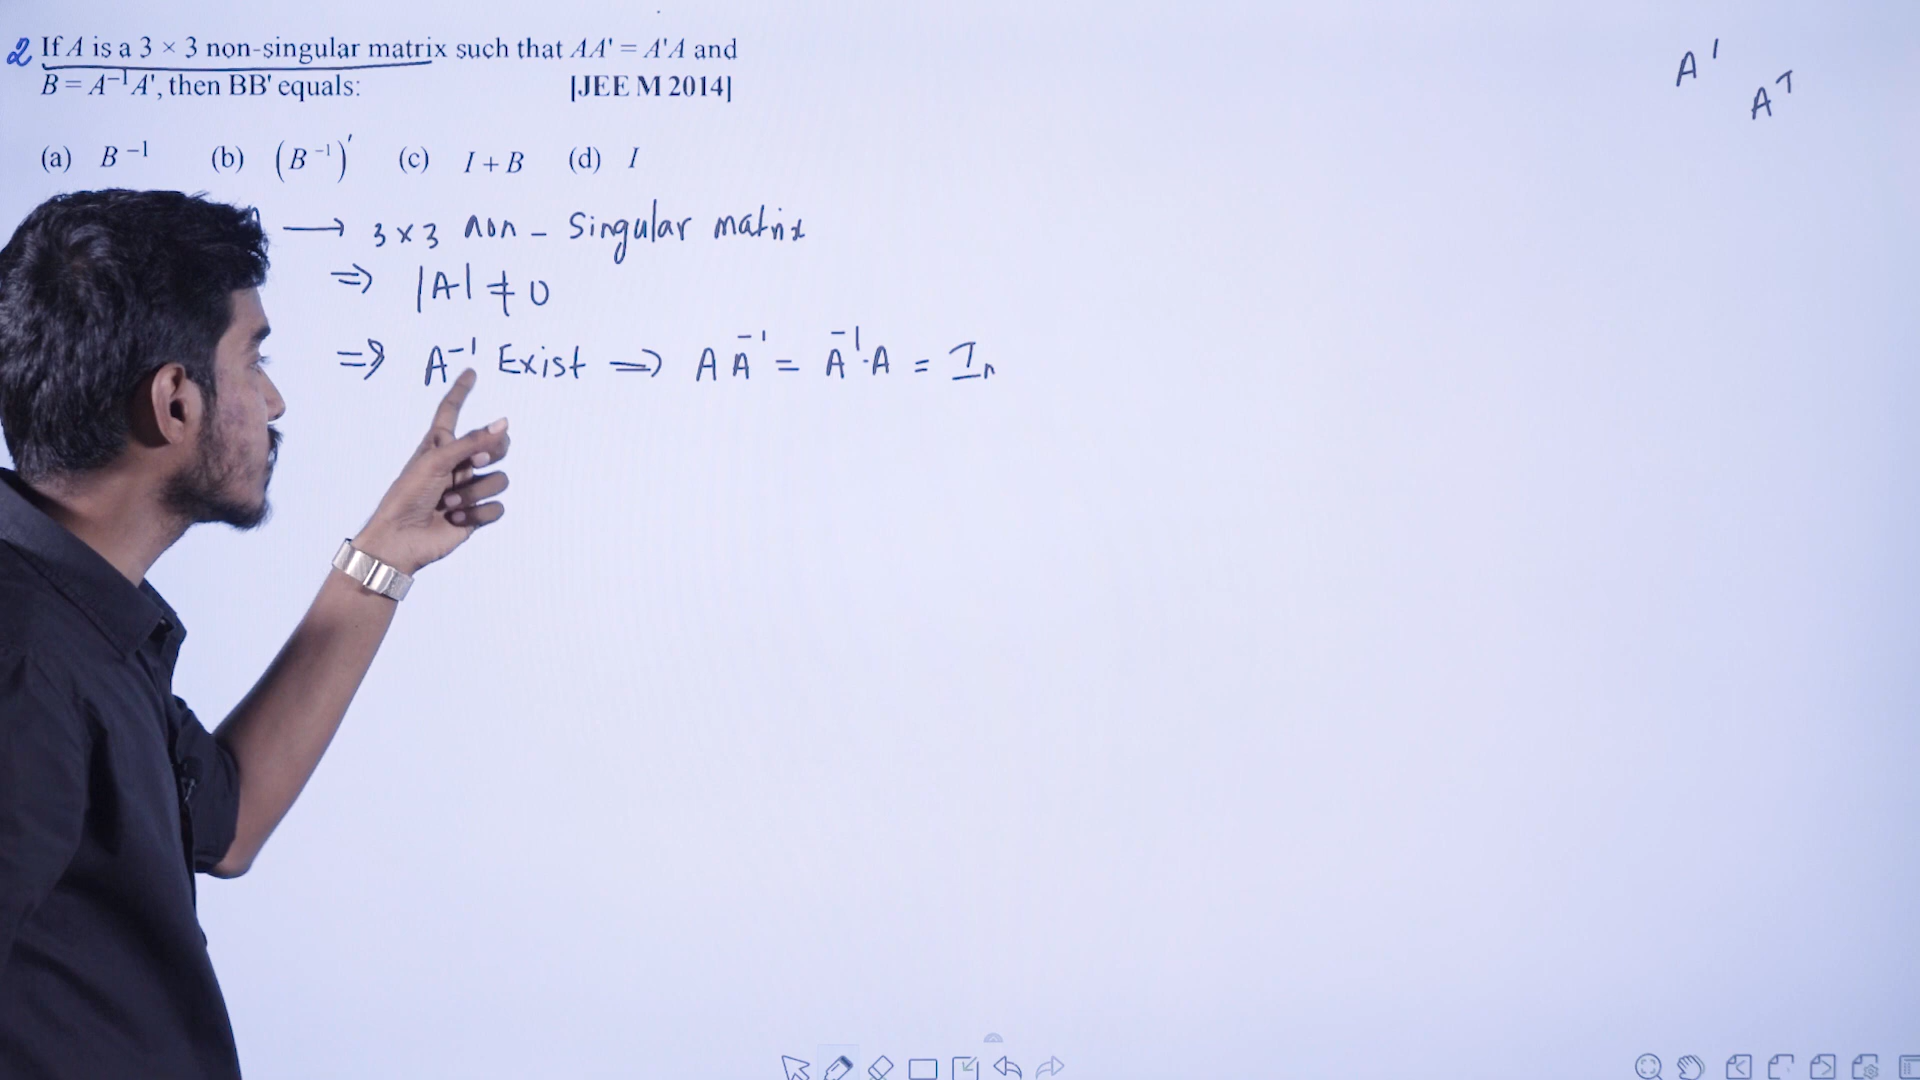 2 If A is a 3 × 3 non-singular matrix such that AA' = A'A and
B = A⁻¹A', then BB' equals: [JEE M 2014]
(a) B⁻¹ (b) (B⁻¹)' (c) I + B (d) I
→ 3×3 non - Singular matrix
⇒ |A| ≠ 0
⇒ A⁻¹ Exist ⇒ A A⁻¹ = A⁻¹.A = Iₙ
A'
Aᵀ